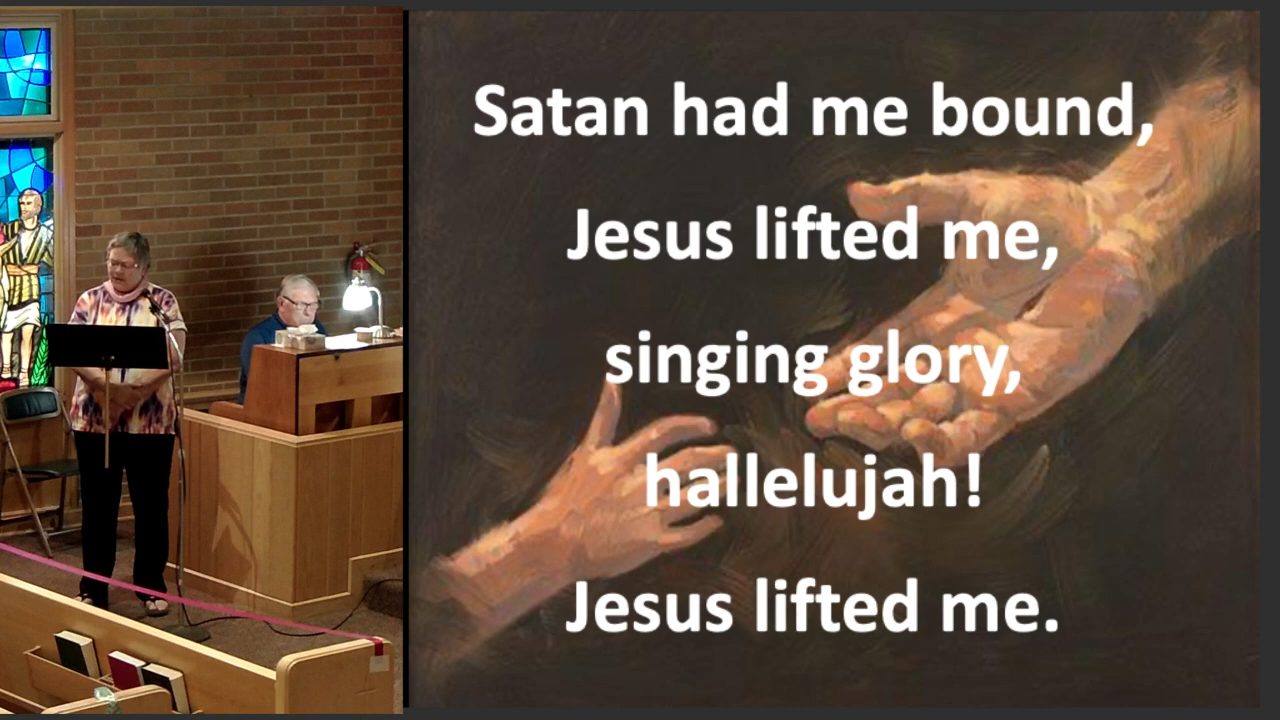 Satan had me bound,
Jesus lifted me,
singing glory,
hallelujah!
Jesus lifted me.